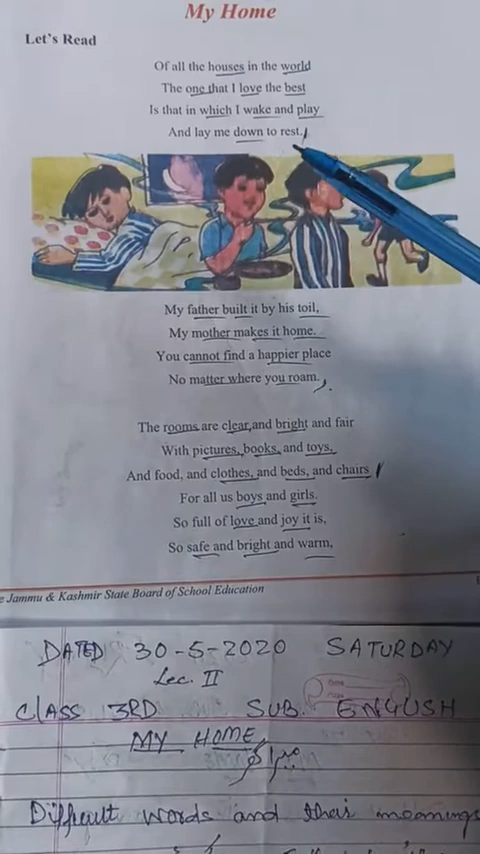 My Home
Let's Read
Of all the houses in the world
The one that I love the best
Is that in which I wake and play
And lay me down to rest.
My father built it by his toil,
My mother makes it home.
You cannot find a happier place
No matter where you roam.
The rooms are clear,and bright and fair
With pictures, books, and toys,
And food, and clothes, and beds, and chairs
For all us boys and girls.
So full of love and joy it is,
So safe and bright and warm,
e Jammu & Kashmir State Board of School Education
DATED 30-5-2020 SATURDAY
Lec. II
CLASS 3RD SUB. ENGLISH
MY HOME
میرا گھر
Difficult words and their meanings